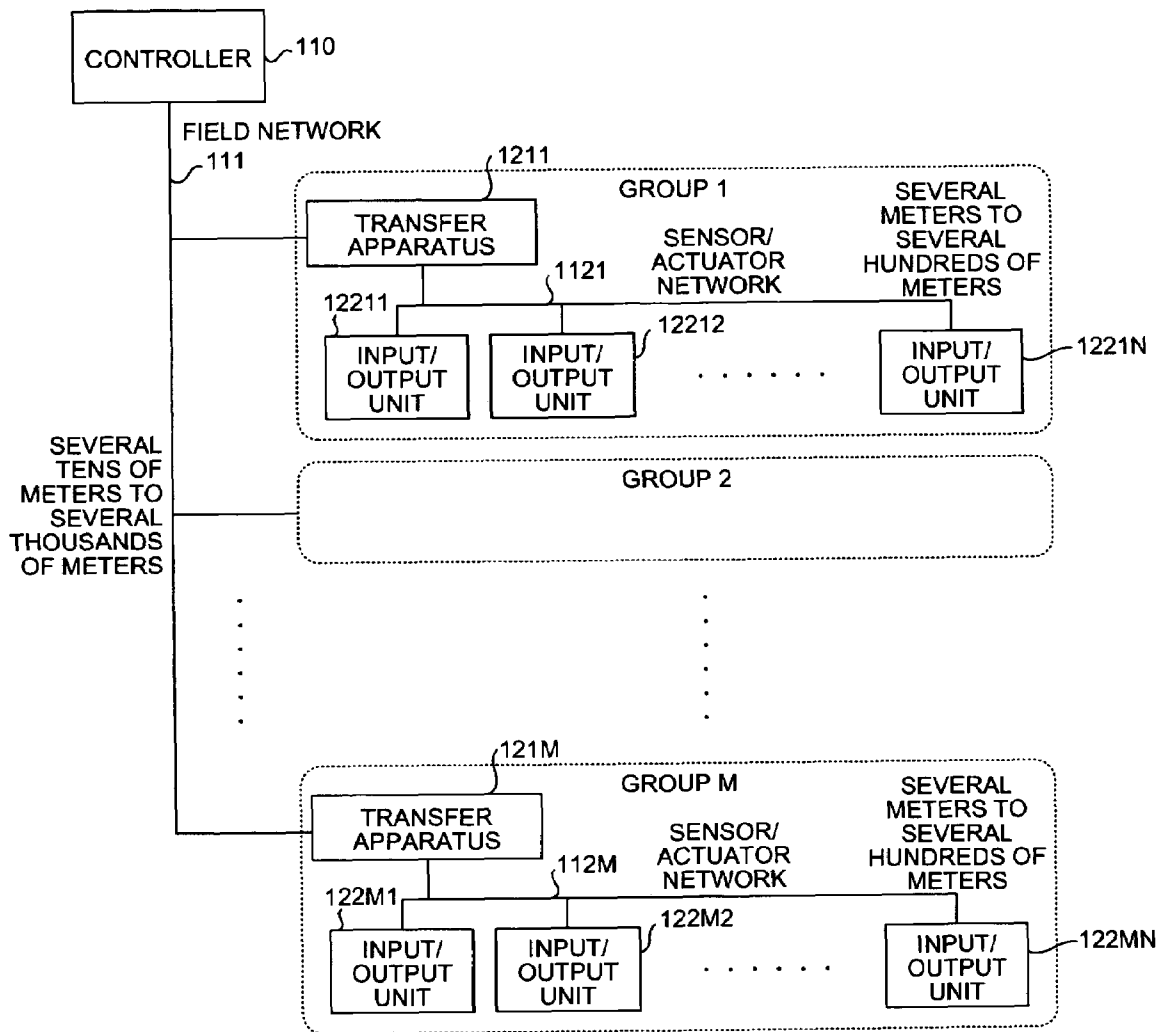 CONTROLLER
110
FIELD NETWORK
111
1211
GROUP 1
TRANSFER
APPARATUS
SENSOR/
ACTUATOR
NETWORK
SEVERAL
METERS TO
SEVERAL
HUNDREDS OF
METERS
1121
12211
12212
1221N
INPUT/
OUTPUT
UNIT
INPUT/
OUTPUT
UNIT
. . . . . .
INPUT/
OUTPUT
UNIT
SEVERAL
TENS OF
METERS TO
SEVERAL
THOUSANDS
OF METERS
GROUP 2
121M
GROUP M
TRANSFER
APPARATUS
SENSOR/
ACTUATOR
NETWORK
SEVERAL
METERS TO
SEVERAL
HUNDREDS OF
METERS
112M
122M1
122M2
122MN
INPUT/
OUTPUT
UNIT
INPUT/
OUTPUT
UNIT
. . . . . .
INPUT/
OUTPUT
UNIT